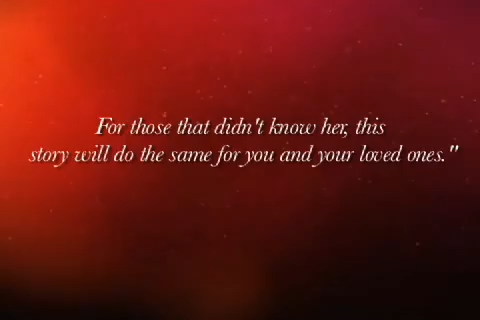 For those that didn't know her, this
story will do the same for you and your loved ones."